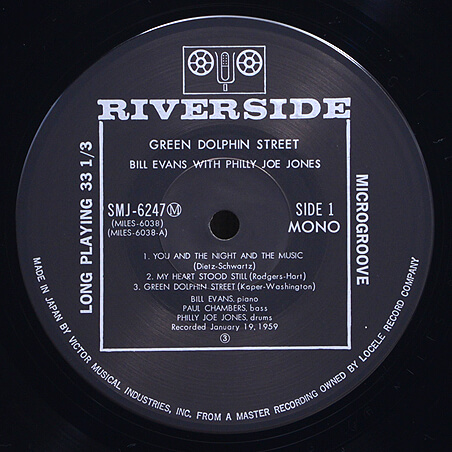 RIVERSIDE
GREEN DOLPHIN STREET
BILL EVANS WITH PHILLY JOE JONES
LONG PLAYING 33 1/3
SMJ-6247 Ⓜ
(MILES-6038)
(MILES-6038-A)
SIDE 1
MONO
MICROGROOVE
1. YOU AND THE NIGHT AND THE MUSIC
(Dietz-Schwartz)
2. MY HEART STOOD STILL (Rodgers-Hart)
3. GREEN DOLPHIN STREET (Kaper-Washington)
BILL EVANS, piano
PAUL CHAMBERS, bass
PHILLY JOE JONES, drums
Recorded January 19, 1959
③
MADE IN JAPAN BY VICTOR MUSICAL INDUSTRIES, INC. FROM A MASTER RECORDING OWNED BY LOCELE RECORD COMPANY